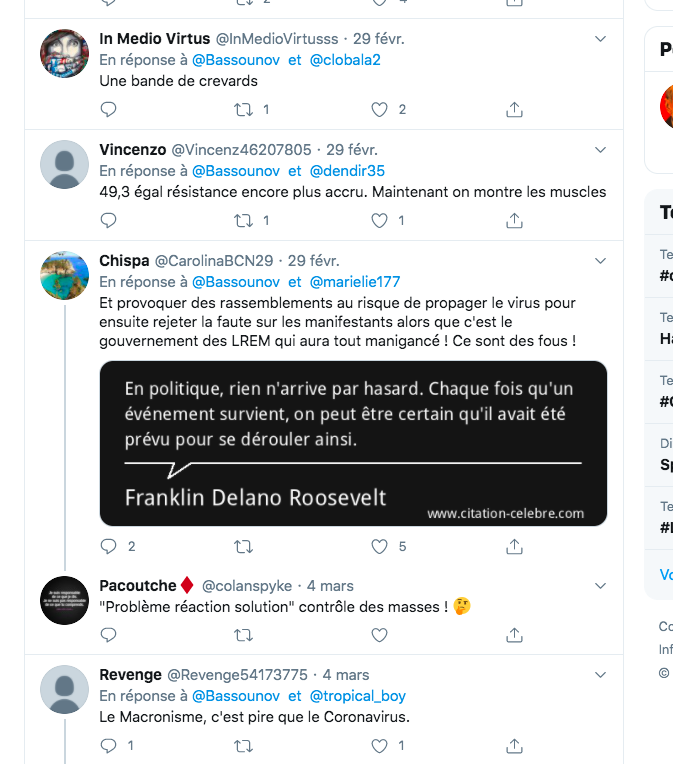 2
4
In Medio Virtus @InMedioVirtusss · 29 févr.
En réponse à @Bassounov et @clobala2
Une bande de crevards
1
2
Vincenzo @Vincenz46207805 · 29 févr.
En réponse à @Bassounov et @dendir35
49,3 égal résistance encore plus accru. Maintenant on montre les muscles
1
1
Chispa @CarolinaBCN29 · 29 févr.
En réponse à @Bassounov et @marielie177
Et provoquer des rassemblements au risque de propager le virus pour
ensuite rejeter la faute sur les manifestants alors que c'est le
gouvernement des LREM qui aura tout manigancé ! Ce sont des fous !
En politique, rien n'arrive par hasard. Chaque fois qu'un
événement survient, on peut être certain qu'il avait été
prévu pour se dérouler ainsi.
Franklin Delano Roosevelt
www.citation-celebre.com
2
5
Pacoutche♦️ @colanspyke · 4 mars
"Problème réaction solution" contrôle des masses ! 🤔
Revenge @Revenge54173775 · 4 mars
En réponse à @Bassounov et @tropical_boy
Le Macronisme, c'est pire que le Coronavirus.
1
1
©